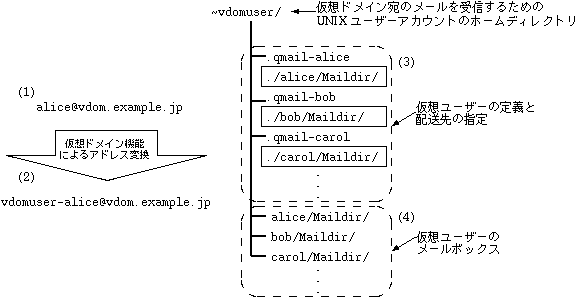 (1)
alice@vdom.example.jp
仮想ドメイン機能
によるアドレス変換
(2)
vdomuser-alice@vdom.example.jp
~vdomuser/
仮想ドメイン宛のメールを受信するための
UNIXユーザーアカウントのホームディレクトリ
(3)
.qmail-alice
./alice/Maildir/
.qmail-bob
./bob/Maildir/
.qmail-carol
./carol/Maildir/
仮想ユーザーの定義と
配送先の指定
(4)
alice/Maildir/
bob/Maildir/
carol/Maildir/
仮想ユーザーの
メールボックス